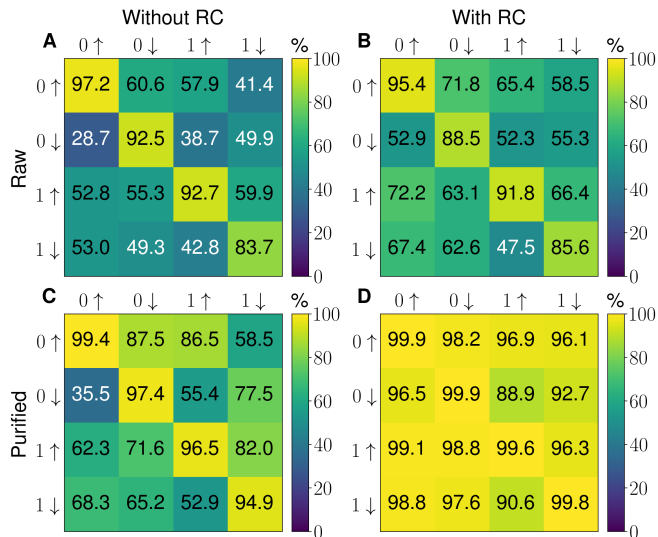 Without RC With RC
A B
0 ↑ 0 ↓ 1 ↑ 1 ↓ % 0 ↑ 0 ↓ 1 ↑ 1 ↓ %
0 ↑ 97.2 60.6 57.9 41.4 100 0 ↑ 95.4 71.8 65.4 58.5 100
80 80
0 ↓ 28.7 92.5 38.7 49.9 0 ↓ 52.9 88.5 52.3 55.3
60 60
Raw
40 40
1 ↑ 52.8 55.3 92.7 59.9 1 ↑ 72.2 63.1 91.8 66.4
20 20
1 ↓ 53.0 49.3 42.8 83.7 1 ↓ 67.4 62.6 47.5 85.6
0 0
C D
0 ↑ 0 ↓ 1 ↑ 1 ↓ % 0 ↑ 0 ↓ 1 ↑ 1 ↓ %
0 ↑ 99.4 87.5 86.5 58.5 100 0 ↑ 99.9 98.2 96.9 96.1 100
80 80
0 ↓ 35.5 97.4 55.4 77.5 0 ↓ 96.5 99.9 88.9 92.7
60 60
Purified
40 40
1 ↑ 62.3 71.6 96.5 82.0 1 ↑ 99.1 98.8 99.6 96.3
20 20
1 ↓ 68.3 65.2 52.9 94.9 1 ↓ 98.8 97.6 90.6 99.8
0 0